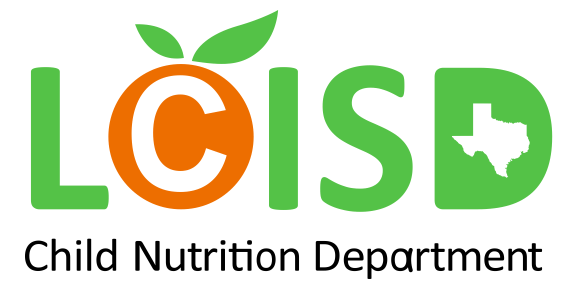 LCISD
Child Nutrition Department